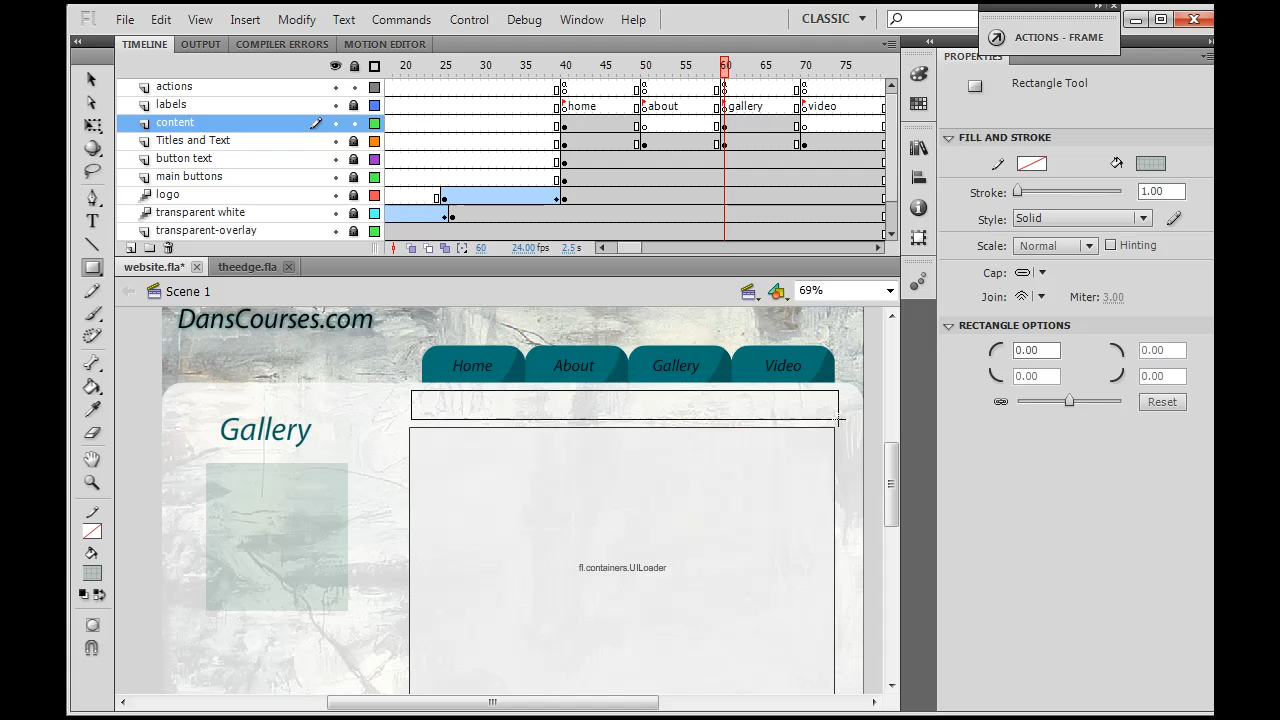 Fl File Edit View Insert Modify Text Commands Control Debug Window Help CLASSIC
ACTIONS - FRAME
TIMELINE OUTPUT COMPILER ERRORS MOTION EDITOR
PROPERTIES
20 25 30 35 40 45 50 55 60 65 70 75
Rectangle Tool
actions
labels home about gallery video
content
Titles and Text
button text
main buttons
logo
transparent white
transparent-overlay
60 24.00 fps 2.5 s
FILL AND STROKE
Stroke: 1.00
Style: Solid
Scale: Normal Hinting
Cap:
Join: Miter: 3.00
RECTANGLE OPTIONS
0.00 0.00
0.00 0.00
Reset
website.fla* theedge.fla
Scene 1 69%
DansCourses.com
Home About Gallery Video
Gallery
fl.containers.UILoader